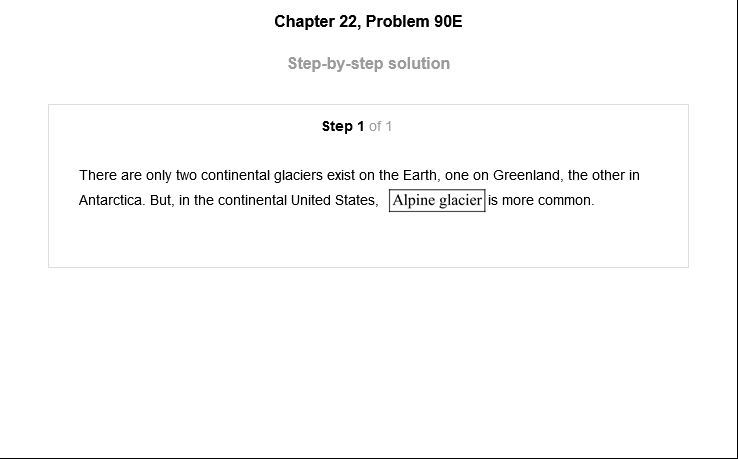 Chapter 22, Problem 90E
Step-by-step solution
Step 1 of 1
There are only two continental glaciers exist on the Earth, one on Greenland, the other in
Antarctica. But, in the continental United States, Alpine glacier is more common.